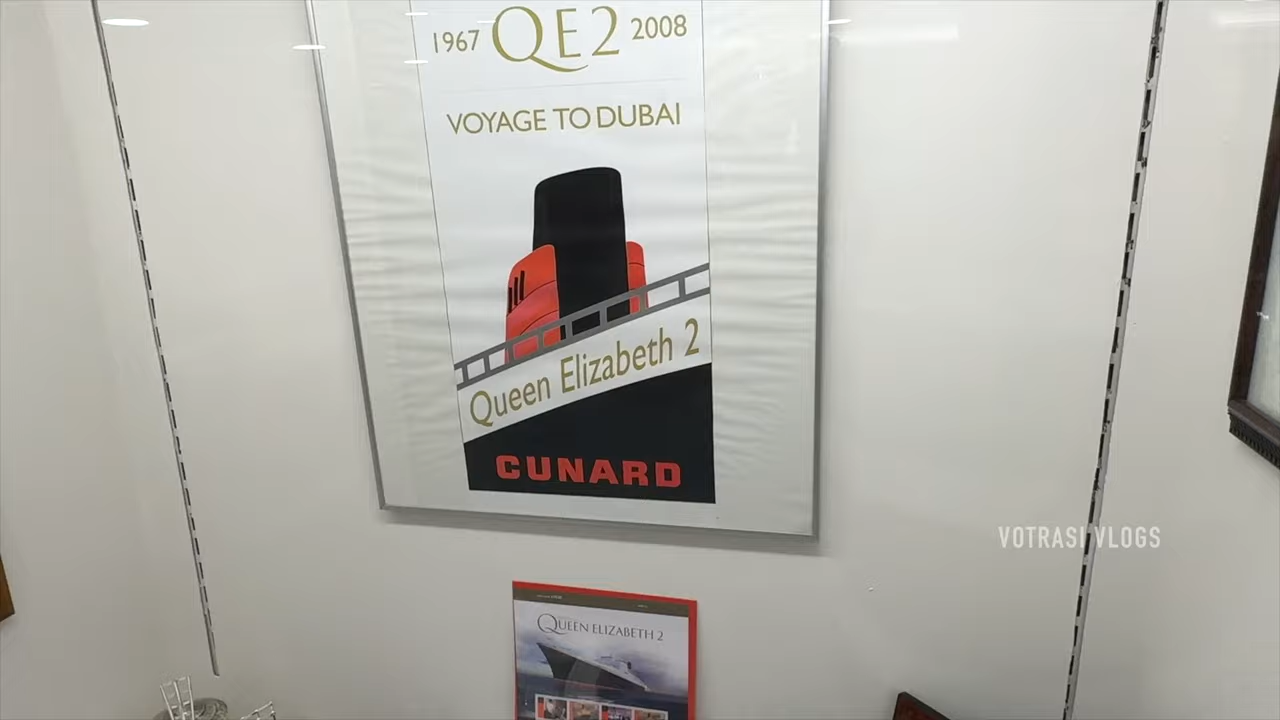 1967 QE2 2008
VOYAGE TO DUBAI
Queen Elizabeth 2
CUNARD
VOTRASI VLOGS
QUEEN ELIZABETH 2